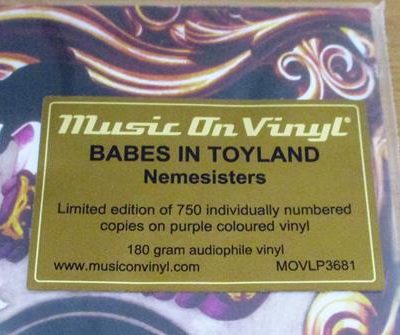 Music On Vinyl®
BABES IN TOYLAND
Nemesisters
Limited edition of 750 individually numbered
copies on purple coloured vinyl
180 gram audiophile vinyl
www.musiconvinyl.com MOVLP3681